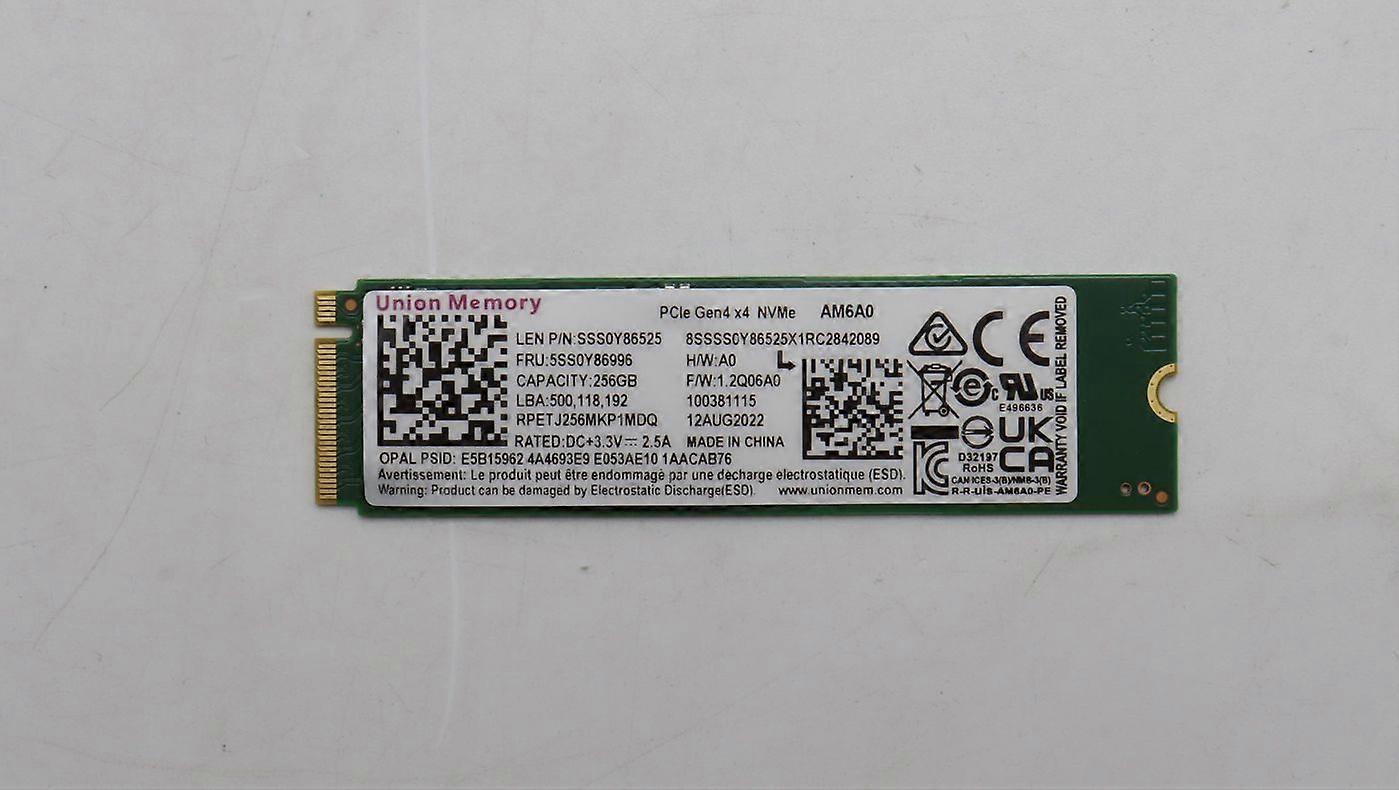 Union Memory
PCIe Gen4 x4 NVMe AM6A0
LEN P/N:SSS0Y86525 8SSSS0Y86525X1RC2842089
FRU:5SS0Y86996 H/W:A0
CAPACITY:256GB F/W:1.2Q06A0
LBA:500,118,192 100381115
RPETJ256MKP1MDQ 12AUG2022
RATED:DC+3.3V⎓ 2.5A MADE IN CHINA
OPAL PSID: E5B15962 4A4693E9 E053AE10 1AACAB76
Avertissement: Le produit peut être endommagé par une décharge électrostatique (ESD).
Warning: Product can be damaged by Electrostatic Discharge(ESD). www.unionmem.com
CE
c UR us
E496636
UK
CA
D32197
RoHS
CAN ICES-3(B)/NMB-3(B)
R-R-UIS-AM6A0-PE
WARRANTY VOID IF LABEL REMOVED